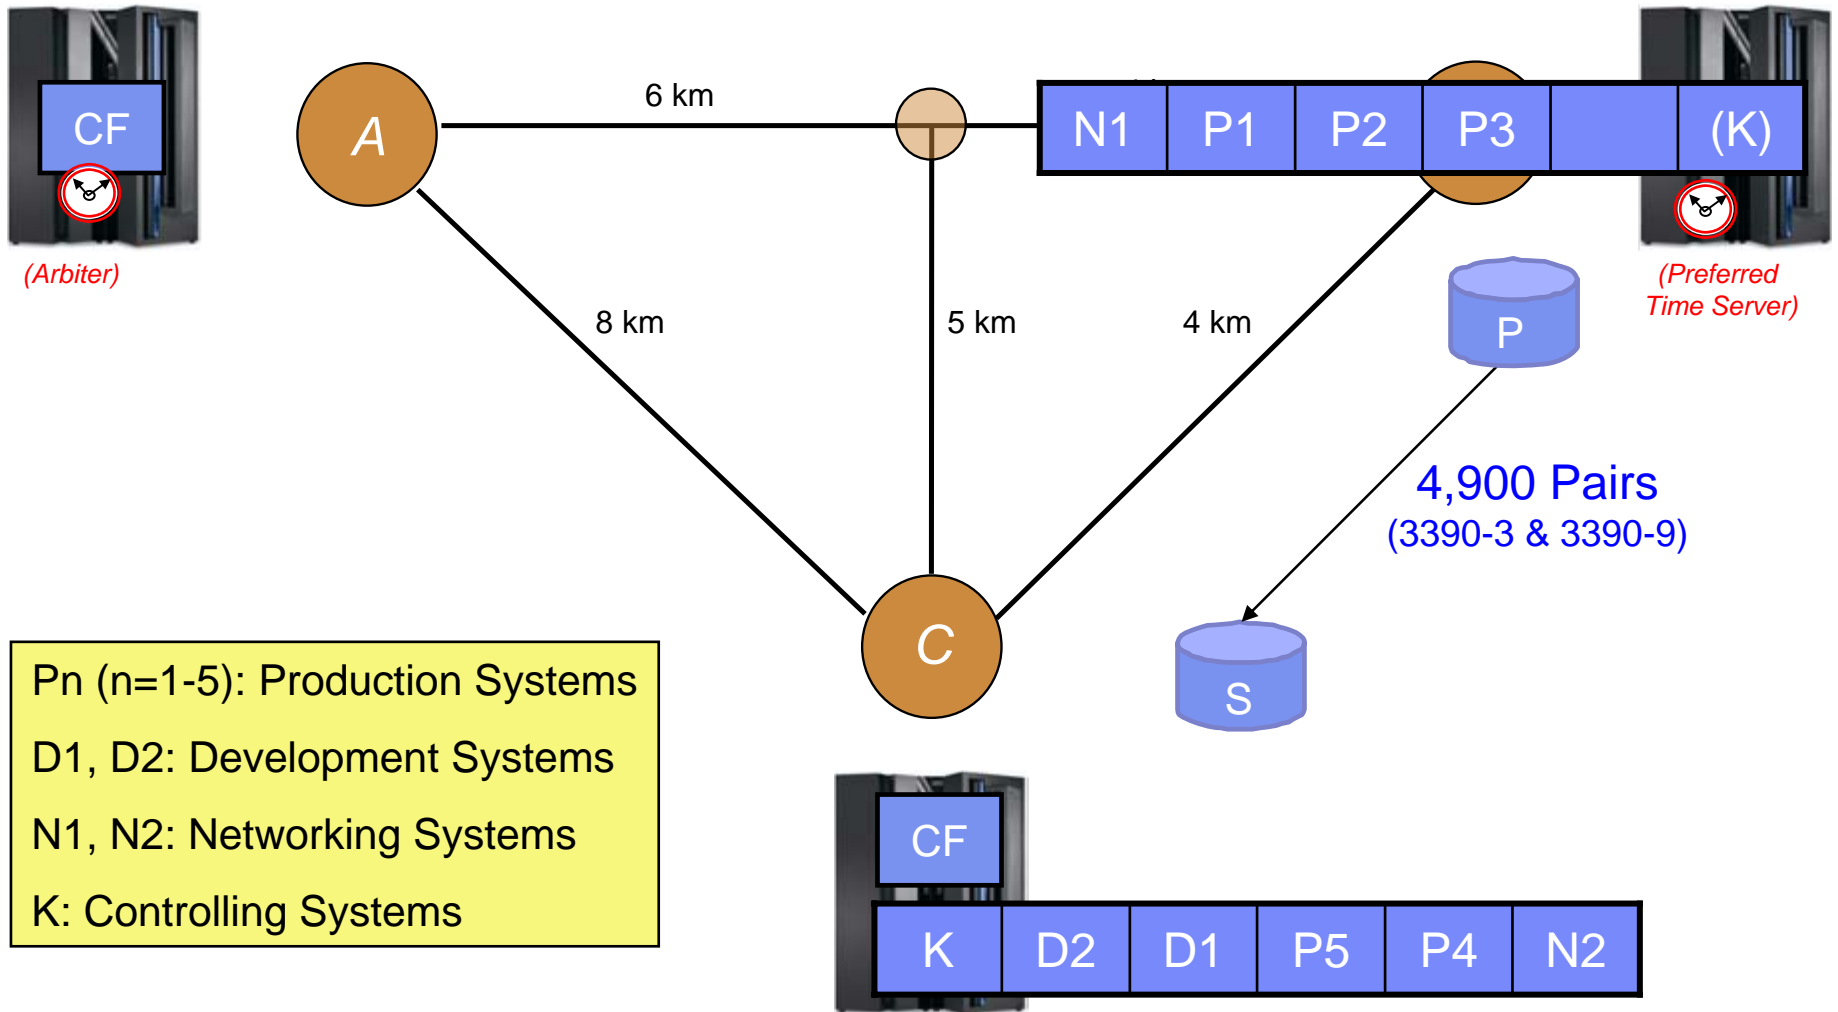 CF
(Arbiter)
A
6 km
N1 P1 P2 P3 (K)
(Preferred
Time Server)
8 km
5 km
4 km
P
4,900 Pairs
(3390-3 & 3390-9)
C
S
Pn (n=1-5): Production Systems
D1, D2: Development Systems
N1, N2: Networking Systems
K: Controlling Systems
CF
K D2 D1 P5 P4 N2